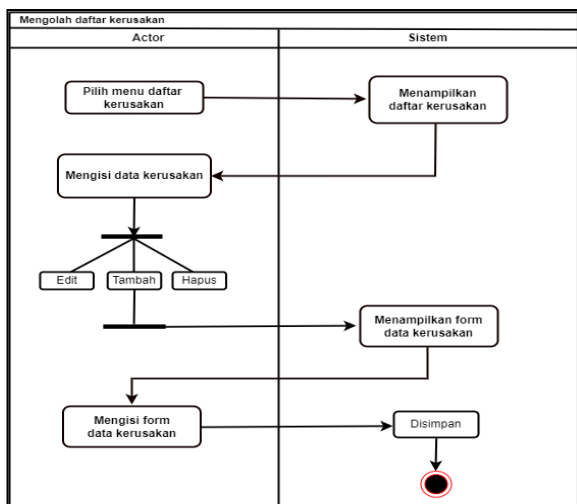 Mengolah daftar kerusakan
Actor
Sistem
Pilih menu daftar
kerusakan
Menampilkan
daftar kerusakan
Mengisi data kerusakan
Edit
Tambah
Hapus
Menampilkan form
data kerusakan
Mengisi form
data kerusakan
Disimpan